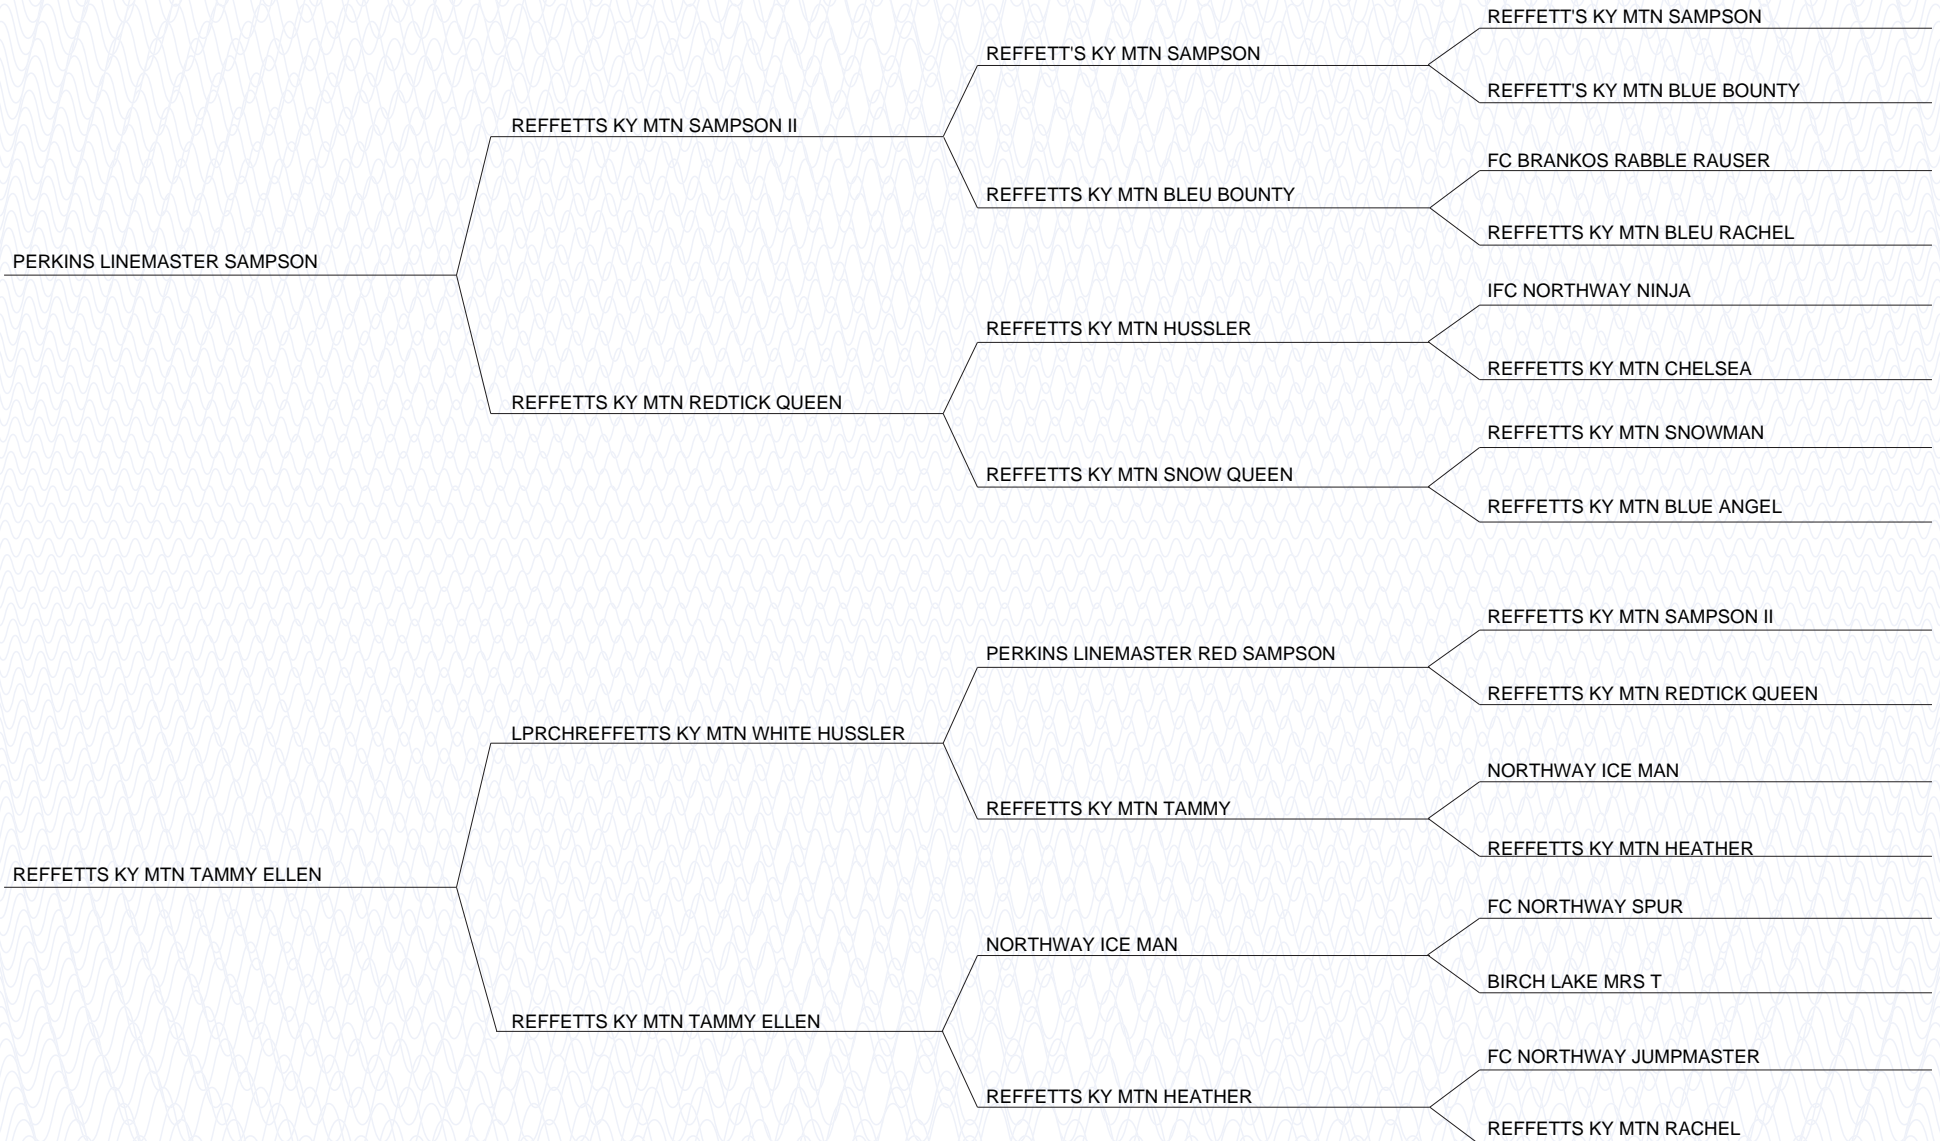 REFFETT'S KY MTN SAMPSON
REFFETT'S KY MTN SAMPSON
REFFETT'S KY MTN BLUE BOUNTY
REFFETTS KY MTN SAMPSON II
FC BRANKOS RABBLE RAUSER
REFFETTS KY MTN BLEU BOUNTY
REFFETTS KY MTN BLEU RACHEL
PERKINS LINEMASTER SAMPSON
IFC NORTHWAY NINJA
REFFETTS KY MTN HUSSLER
REFFETTS KY MTN CHELSEA
REFFETTS KY MTN REDTICK QUEEN
REFFETTS KY MTN SNOWMAN
REFFETTS KY MTN SNOW QUEEN
REFFETTS KY MTN BLUE ANGEL
REFFETTS KY MTN SAMPSON II
PERKINS LINEMASTER RED SAMPSON
REFFETTS KY MTN REDTICK QUEEN
LPRCHREFFETTS KY MTN WHITE HUSSLER
NORTHWAY ICE MAN
REFFETTS KY MTN TAMMY
REFFETTS KY MTN HEATHER
REFFETTS KY MTN TAMMY ELLEN
FC NORTHWAY SPUR
NORTHWAY ICE MAN
BIRCH LAKE MRS T
REFFETTS KY MTN TAMMY ELLEN
FC NORTHWAY JUMPMASTER
REFFETTS KY MTN HEATHER
REFFETTS KY MTN RACHEL